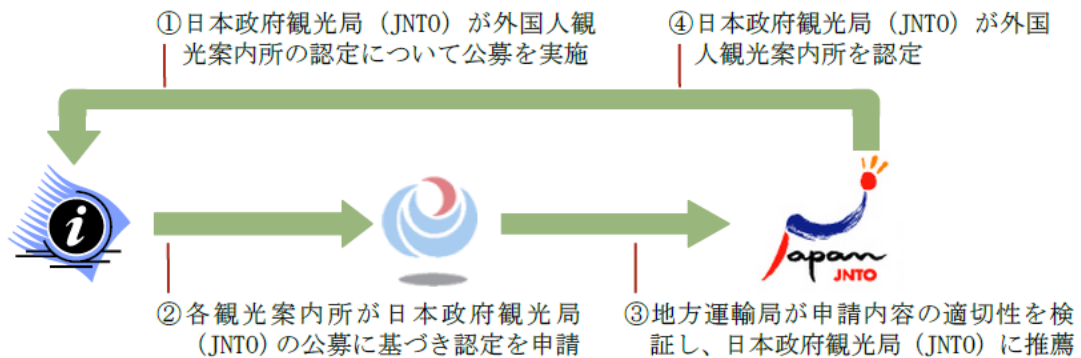 ①日本政府観光局（JNTO）が外国人観
光案内所の認定について公募を実施
④日本政府観光局（JNTO）が外国
人観光案内所を認定
i
Japan
JNTO
②各観光案内所が日本政府観光局
（JNTO）の公募に基づき認定を申請
③地方運輸局が申請内容の適切性を検
証し、日本政府観光局（JNTO）に推薦